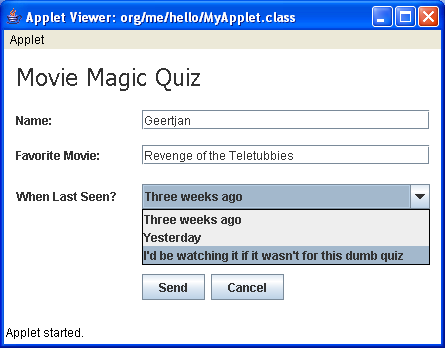 Applet Viewer: org/me/hello/MyApplet.class
Applet
Movie Magic Quiz
Name: Geertjan
Favorite Movie: Revenge of the Teletubbies
When Last Seen? Three weeks ago
Three weeks ago
Yesterday
I'd be watching it if it wasn't for this dumb quiz
Send Cancel
Applet started.